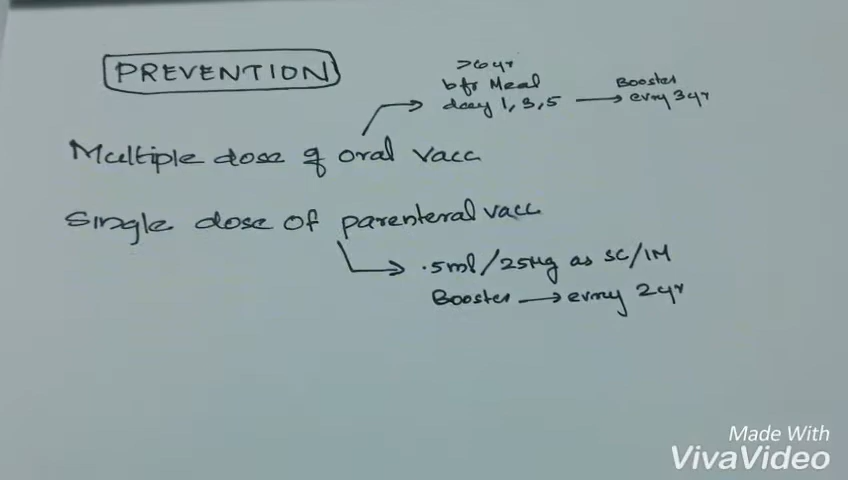 PREVENTION
>6yr
bfr Meal
day 1, 3, 5 → Booster every 3yr
Multiple dose of oral vacc
Single dose of parenteral vacc
.5ml/25μg as SC/IM
Booster → every 2yr
Made With
VivaVideo